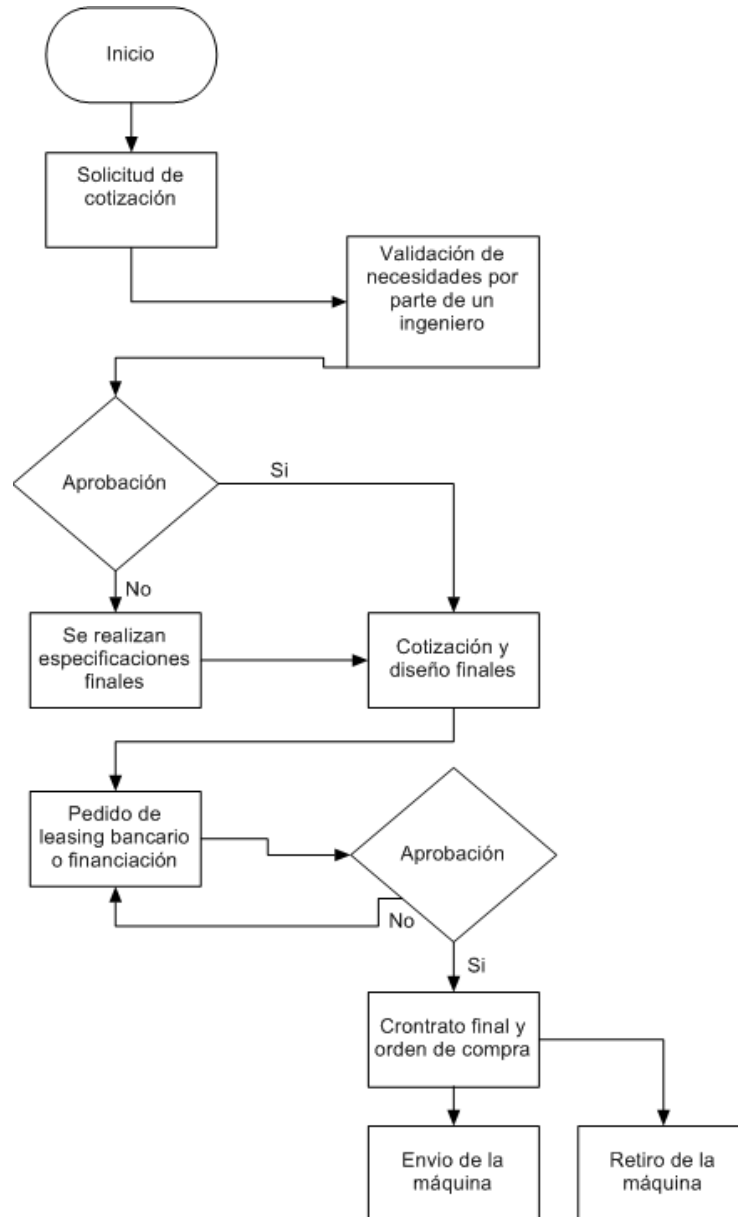 Inicio
Solicitud de
cotización
Validación de
necesidades por
parte de un
ingeniero
Aprobación
Si
No
Se realizan
especificaciones
finales
Cotización y
diseño finales
Pedido de
leasing bancario
o financiación
Aprobación
No
Si
Crontrato final y
orden de compra
Envio de la
máquina
Retiro de la
máquina